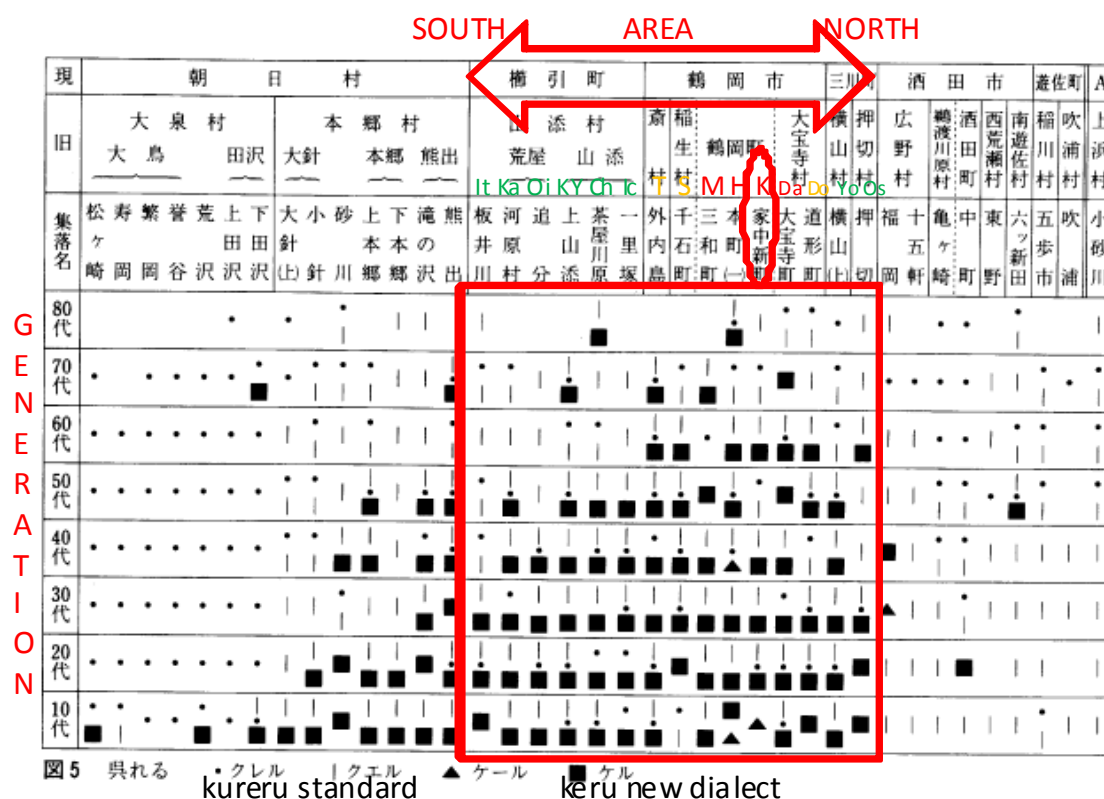 SOUTH AREA NORTH
現 朝日村 櫛引町 鶴岡市 三川町 酒田市 遊佐町 A
旧 大泉村 本郷村 山添村 斎村 稲生村 鶴岡町 大宝寺村 横山村 押切村 広野村 鵜渡川原村 酒田町 西荒瀬村 南遊佐村 稲川村 吹浦村 上浜村
大鳥 田沢 大針 本郷 熊出 荒屋 山添
It Ka Oi KY Ch Ic T S M H K Da Do Yo Os
集落名 松ヶ崎 寿岡 繁岡 誉谷 荒沢 上田沢 下田沢 大針(上) 小針 砂川 上本郷 下本郷 滝の沢 熊出 板井川 河原村 追分 上山添 茶屋川原 一里塚 外内島 千石町 三和町 本町(一) 家中新町 大宝寺町 道形町 横山(上) 押切 福岡 十五軒 亀ヶ崎 中町 東野 六ッ新田 五歩市 吹浦 小砂川
GENERATION
80代
70代
60代
50代
40代
30代
20代
10代
図5 呉れる •クレル |クエル ▲ケール ■ケル
kureru standard keru new dialect